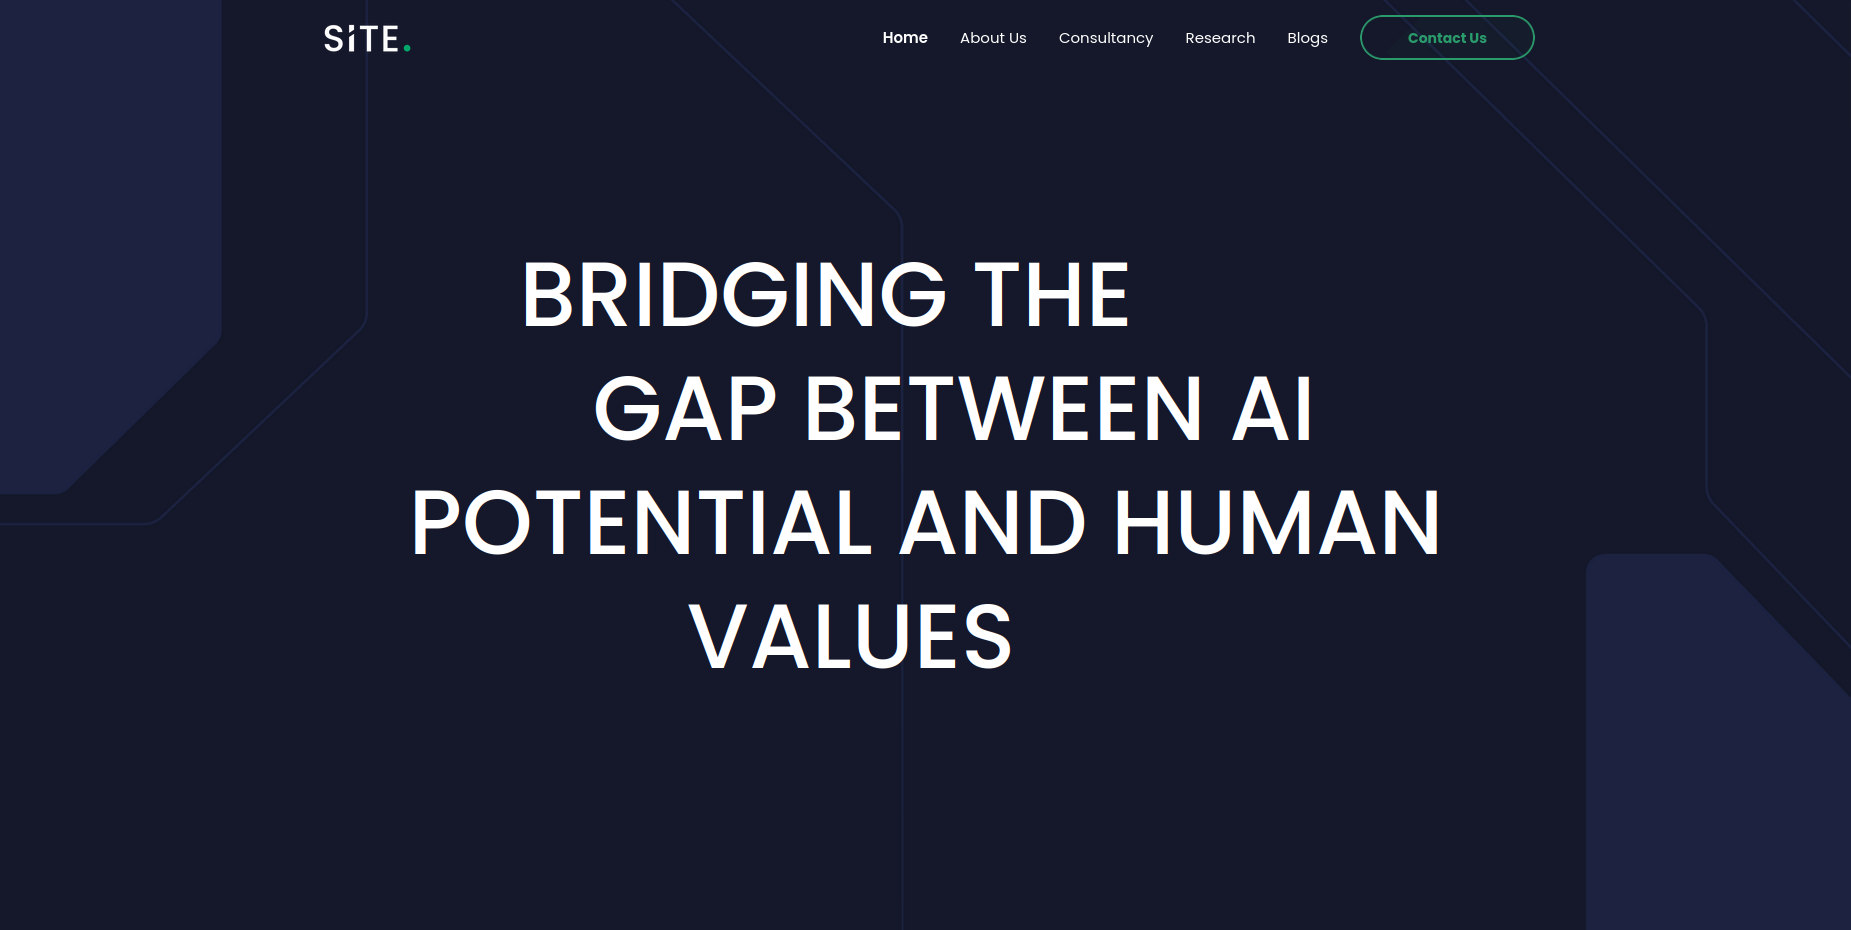 SiTE.
Home About Us Consultancy Research Blogs Contact Us
BRIDGING THE
GAP BETWEEN AI
POTENTIAL AND HUMAN
VALUES